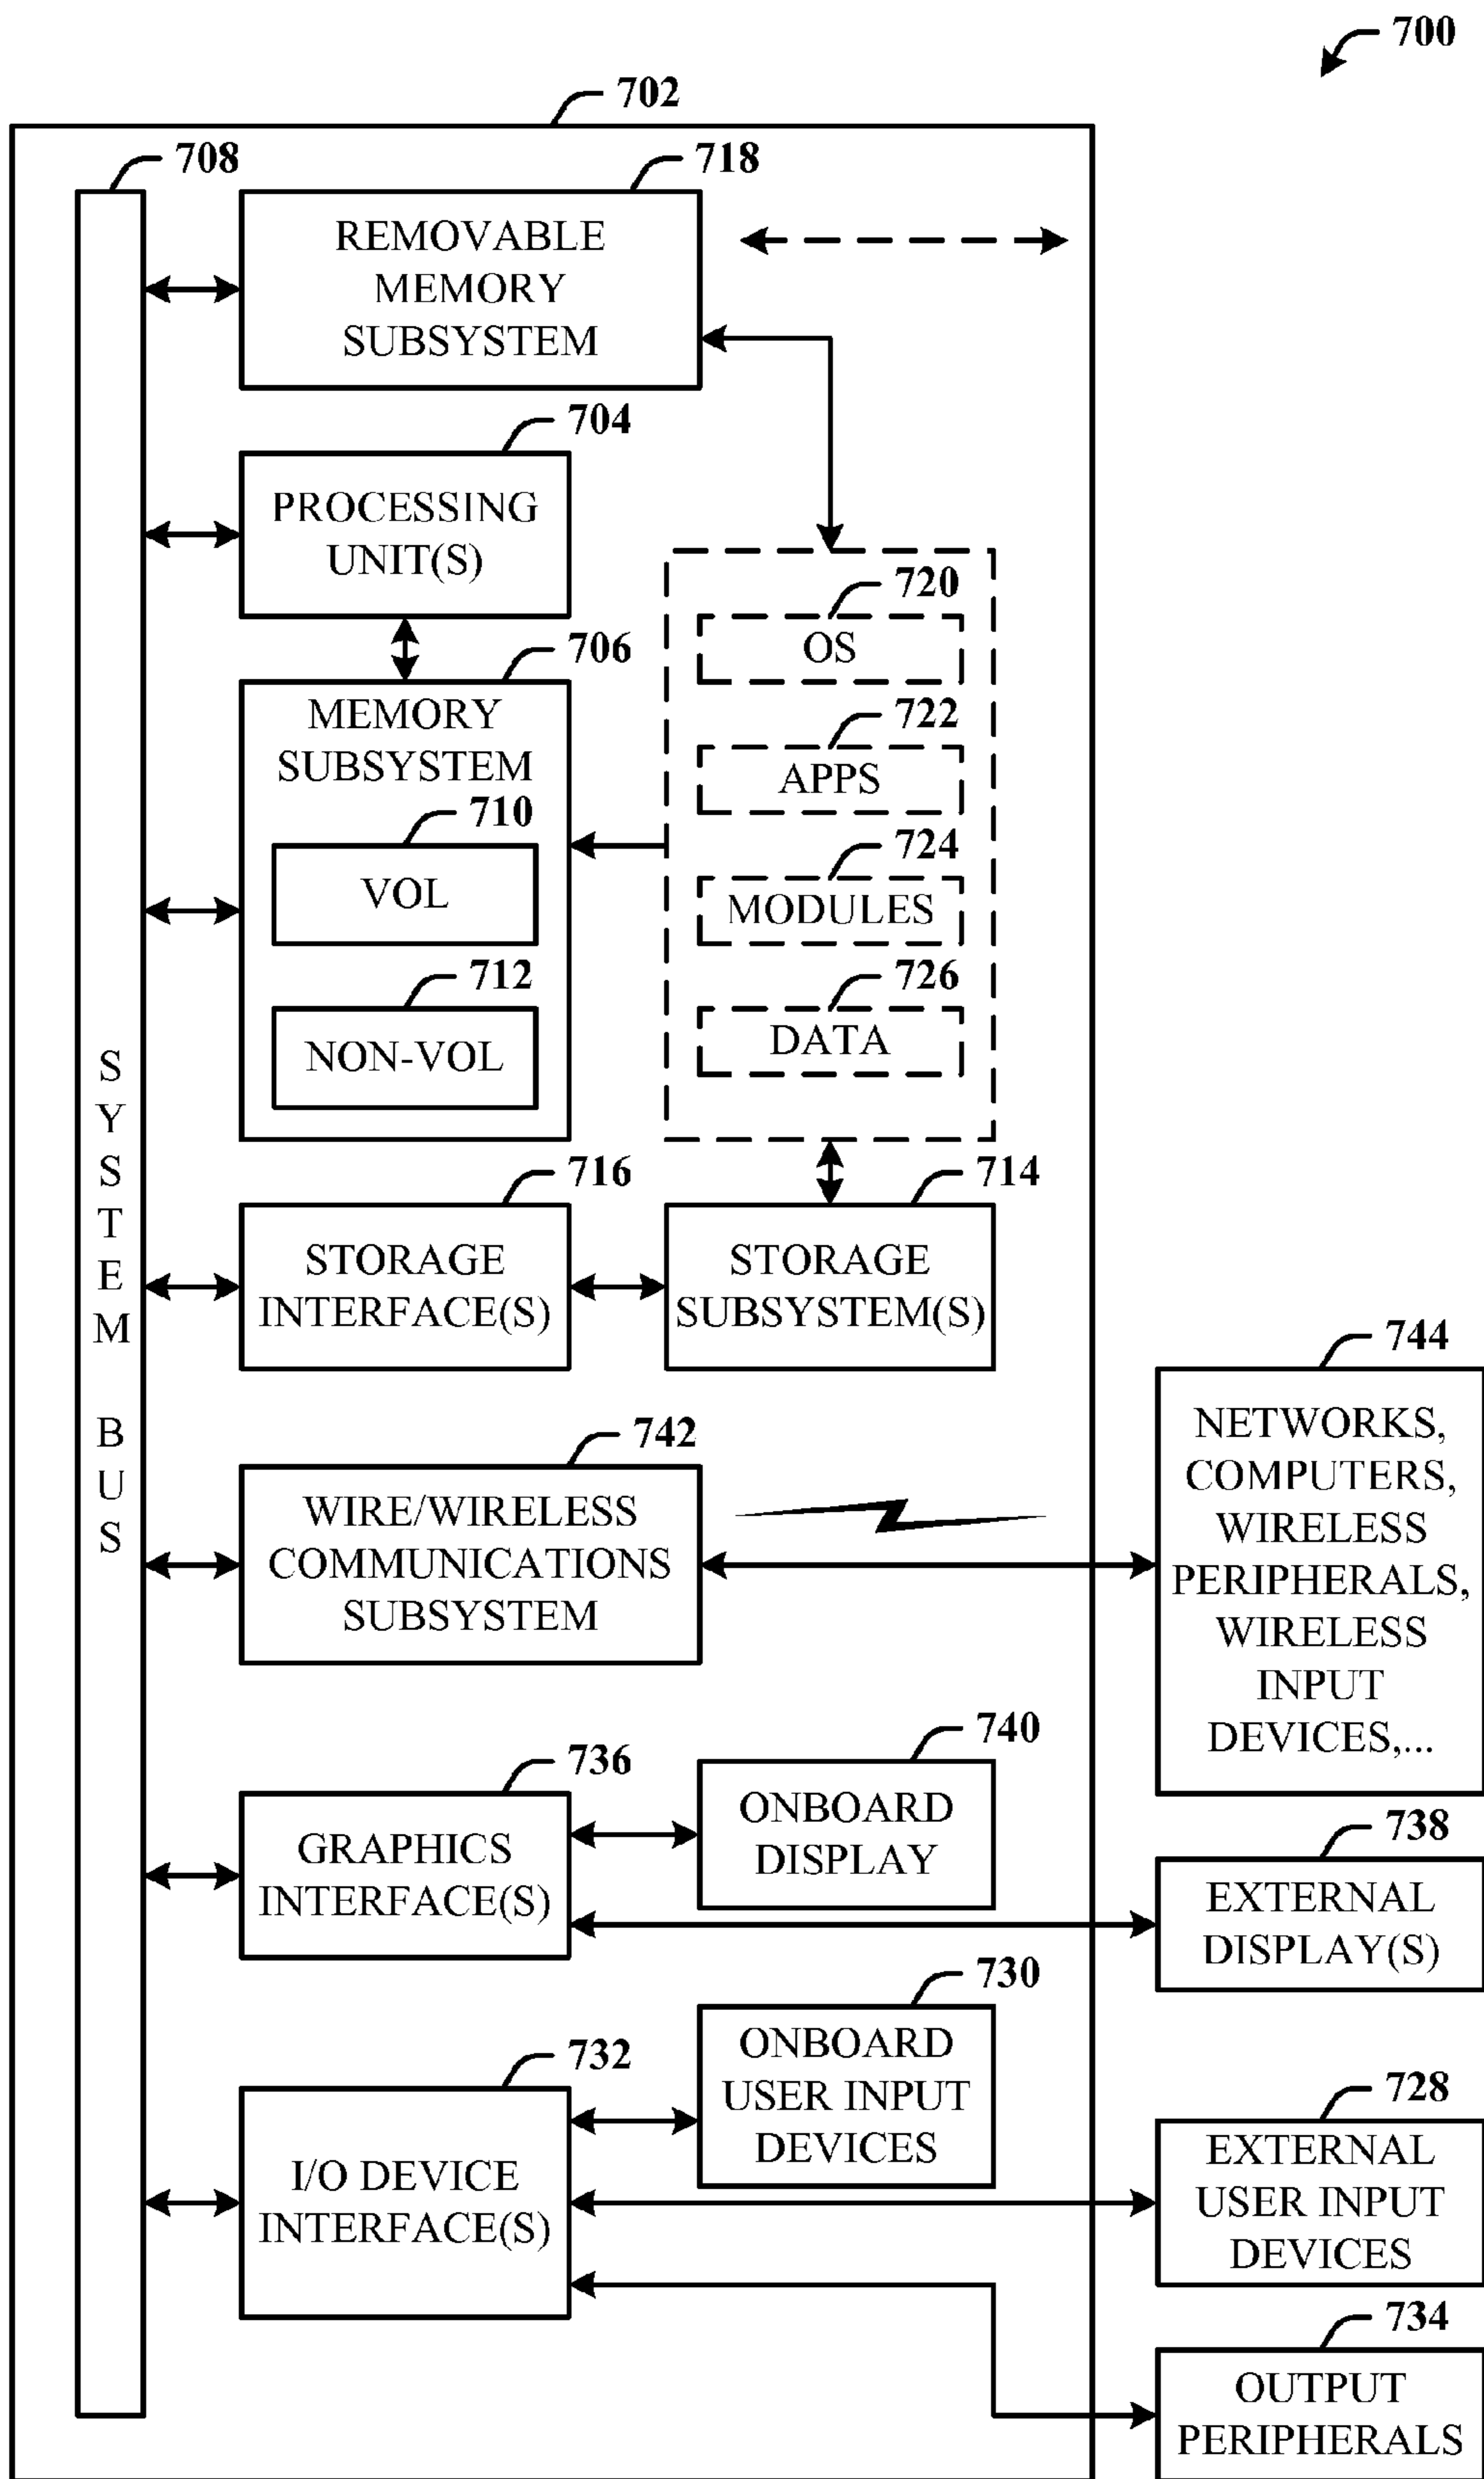 700
702
708
718
REMOVABLE
MEMORY
SUBSYSTEM
704
PROCESSING
UNIT(S)
706
MEMORY
SUBSYSTEM
710
VOL
712
NON-VOL
720
OS
722
APPS
724
MODULES
726
DATA
SYSTEM BUS
716
STORAGE
INTERFACE(S)
714
STORAGE
SUBSYSTEM(S)
742
WIRE/WIRELESS
COMMUNICATIONS
SUBSYSTEM
744
NETWORKS,
COMPUTERS,
WIRELESS
PERIPHERALS,
WIRELESS
INPUT
DEVICES,...
736
GRAPHICS
INTERFACE(S)
740
ONBOARD
DISPLAY
738
EXTERNAL
DISPLAY(S)
732
I/O DEVICE
INTERFACE(S)
730
ONBOARD
USER INPUT
DEVICES
728
EXTERNAL
USER INPUT
DEVICES
734
OUTPUT
PERIPHERALS